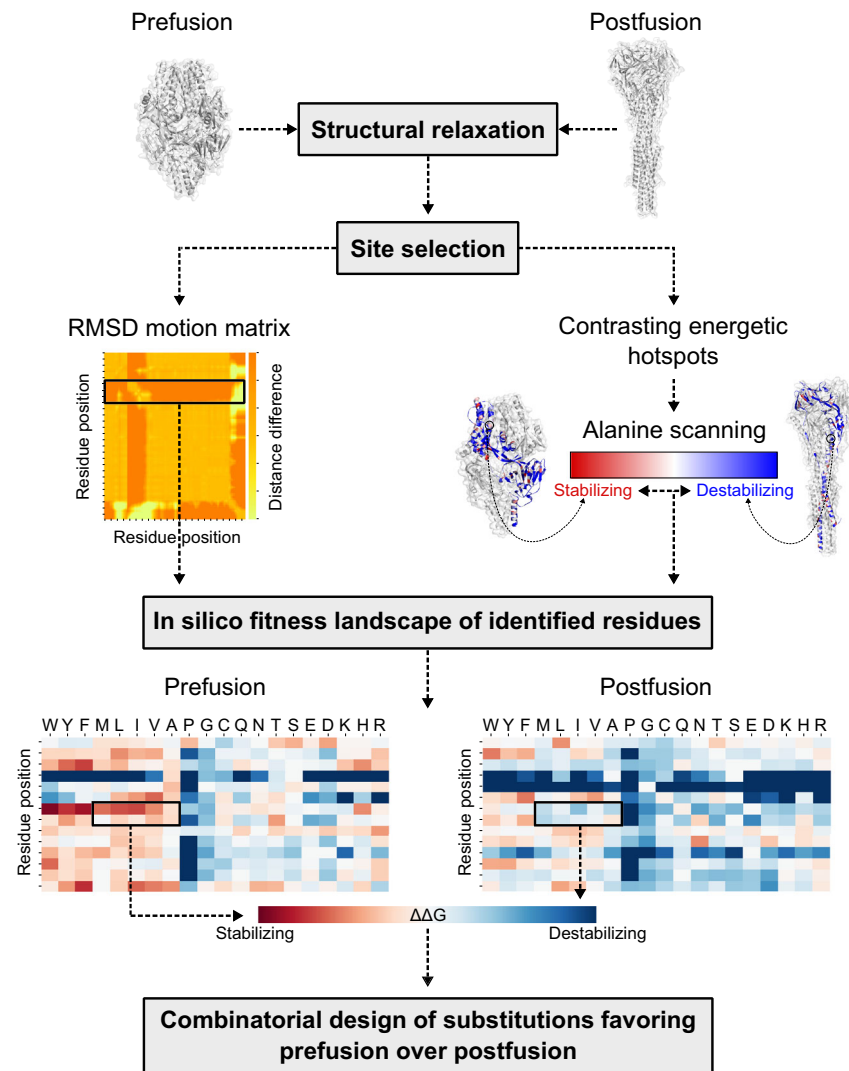 Prefusion
Postfusion
Structural relaxation
Site selection
RMSD motion matrix
Residue position
Distance difference
Residue position
Contrasting energetic
hotspots
Alanine scanning
Stabilizing
Destabilizing
In silico fitness landscape of identified residues
Prefusion
W Y F M L I V A P G C Q N T S E D K H R
Residue position
Postfusion
W Y F M L I V A P G C Q N T S E D K H R
Residue position
ΔΔG
Stabilizing
Destabilizing
Combinatorial design of substitutions favoring
prefusion over postfusion